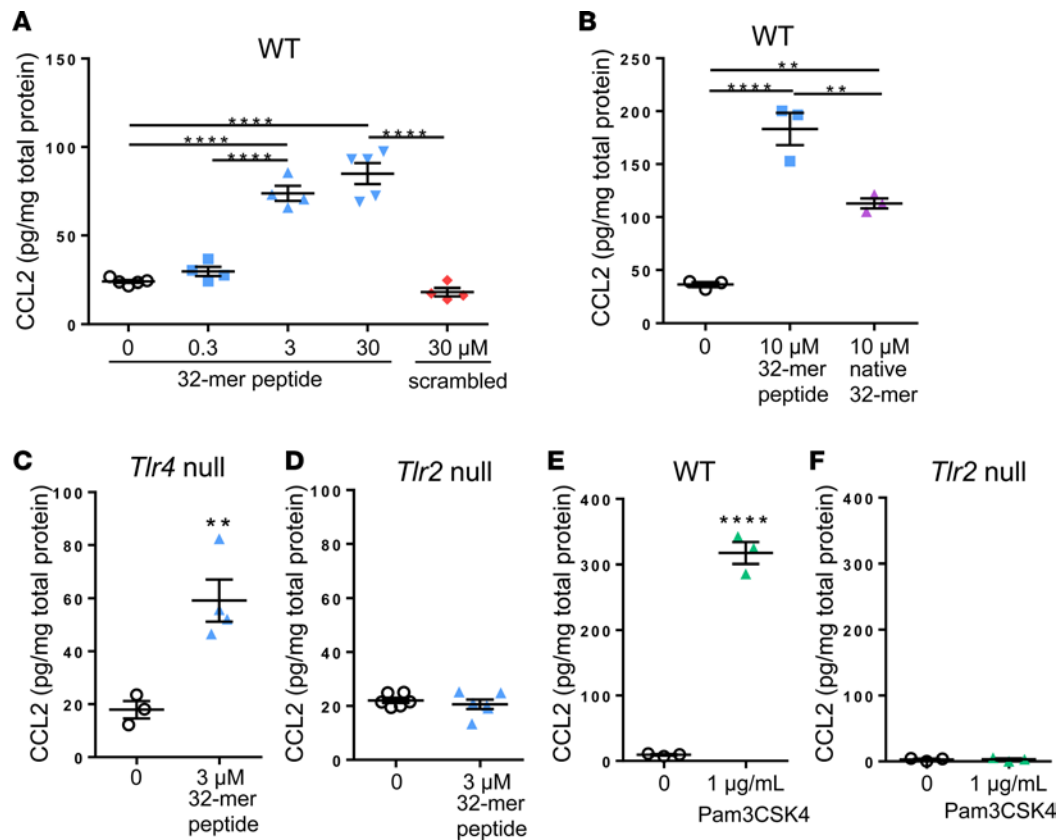 A
WT
CCL2 (pg/mg total protein)
150
100
50
0
****
****
****
****
0
0.3
3
30
30 µM
32-mer peptide
scrambled
B
WT
CCL2 (pg/mg total protein)
250
200
150
100
50
0
**
****
**
0
10 µM
32-mer
peptide
10 µM
native
32-mer
C
Tlr4 null
CCL2 (pg/mg total protein)
100
80
60
40
20
0
**
0
3 µM
32-mer
peptide
D
Tlr2 null
CCL2 (pg/mg total protein)
100
80
60
40
20
0
0
3 µM
32-mer
peptide
E
WT
CCL2 (pg/mg total protein)
400
300
200
100
0
****
0
1 µg/mL
Pam3CSK4
F
Tlr2 null
CCL2 (pg/mg total protein)
400
300
200
100
0
0
1 µg/mL
Pam3CSK4